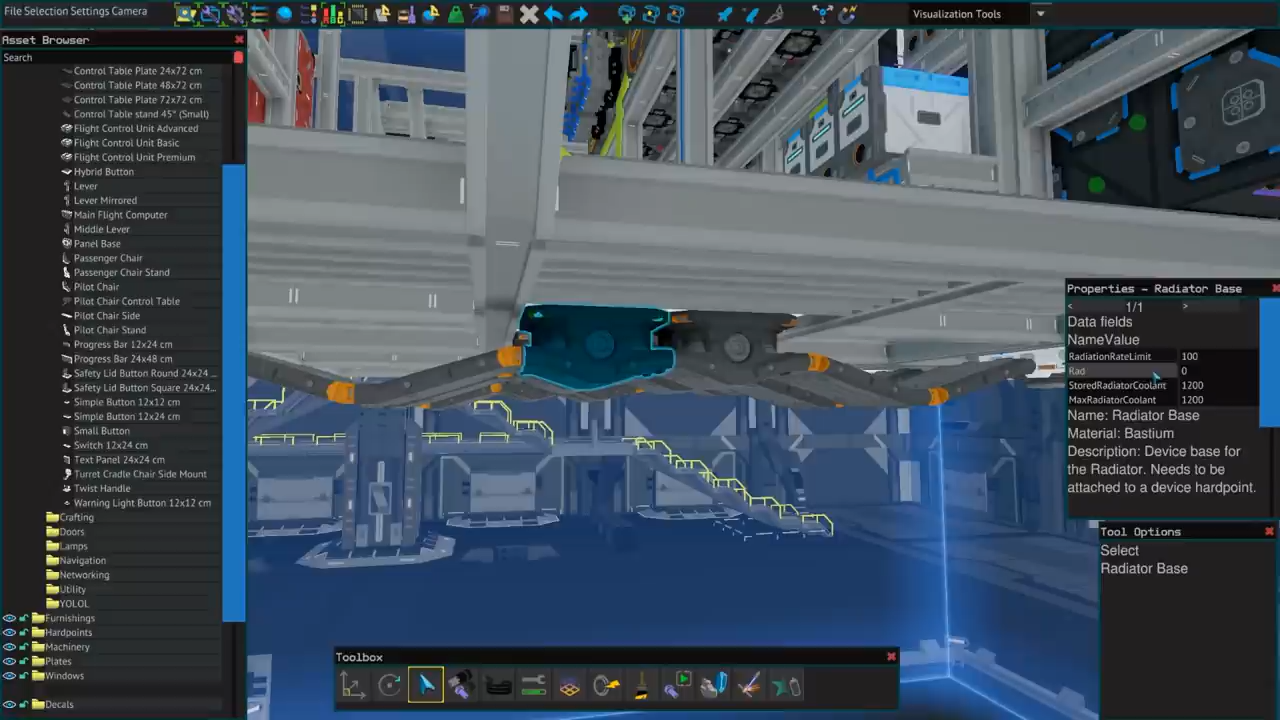 File Selection Settings Camera
Visualization Tools
Asset Browser
Search
Control Table Plate 24x72 cm
Control Table Plate 48x72 cm
Control Table Plate 72x72 cm
Control Table stand 45° (Small)
Flight Control Unit Advanced
Flight Control Unit Basic
Flight Control Unit Premium
Hybrid Button
Lever
Lever Mirrored
Main Flight Computer
Middle Lever
Panel Base
Passenger Chair
Passenger Chair Stand
Pilot Chair
Pilot Chair Control Table
Pilot Chair Side
Pilot Chair Stand
Progress Bar 12x24 cm
Progress Bar 24x48 cm
Safety Lid Button Round 24x24 ...
Safety Lid Button Square 24x24...
Simple Button 12x12 cm
Simple Button 12x24 cm
Small Button
Switch 12x24 cm
Text Panel 24x24 cm
Turret Cradle Chair Side Mount
Twist Handle
Warning Light Button 12x12 cm
Crafting
Doors
Lamps
Navigation
Networking
Utility
YOLOL
Furnishings
Hardpoints
Machinery
Plates
Windows
Decals
Properties - Radiator Base
< 1/1 >
Data fields
NameValue
RadiationRateLimit 100
Rad 0
StoredRadiatorCoolant 1200
MaxRadiatorCoolant 1200
Name: Radiator Base
Material: Bastium
Description: Device base for
the Radiator. Needs to be
attached to a device hardpoint.
Tool Options
Select
Radiator Base
Toolbox